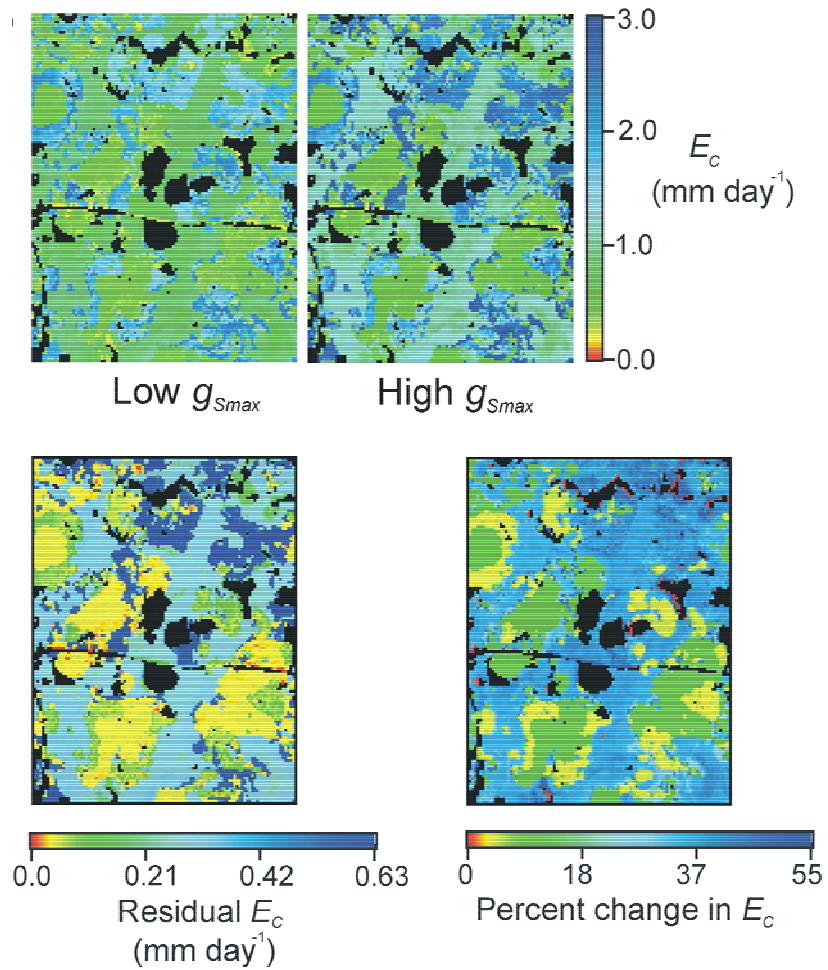 3.0
2.0
E_c
(mm day⁻¹)
1.0
0.0
Low g_Smax
High g_Smax
0.0 0.21 0.42 0.63
Residual E_c
(mm day⁻¹)
0 18 37 55
Percent change in E_c